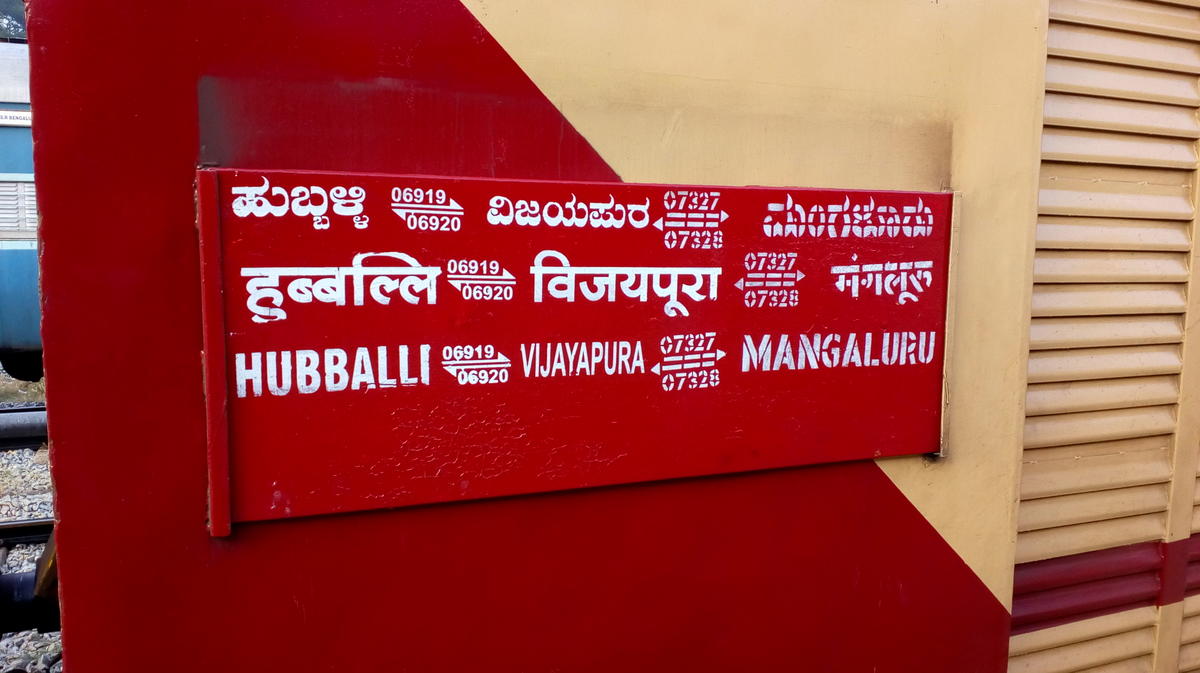 ಹುಬ್ಬಳ್ಳಿ 06919 06920 ವಿಜಯಪುರ 07327 07328 ಮಂಗಳೂರು
हुब्बल्लि 06919 06920 विजयपूरा 07327 07328 मंगलूरु
HUBBALLI 06919 06920 VIJAYAPURA 07327 07328 MANGALURU